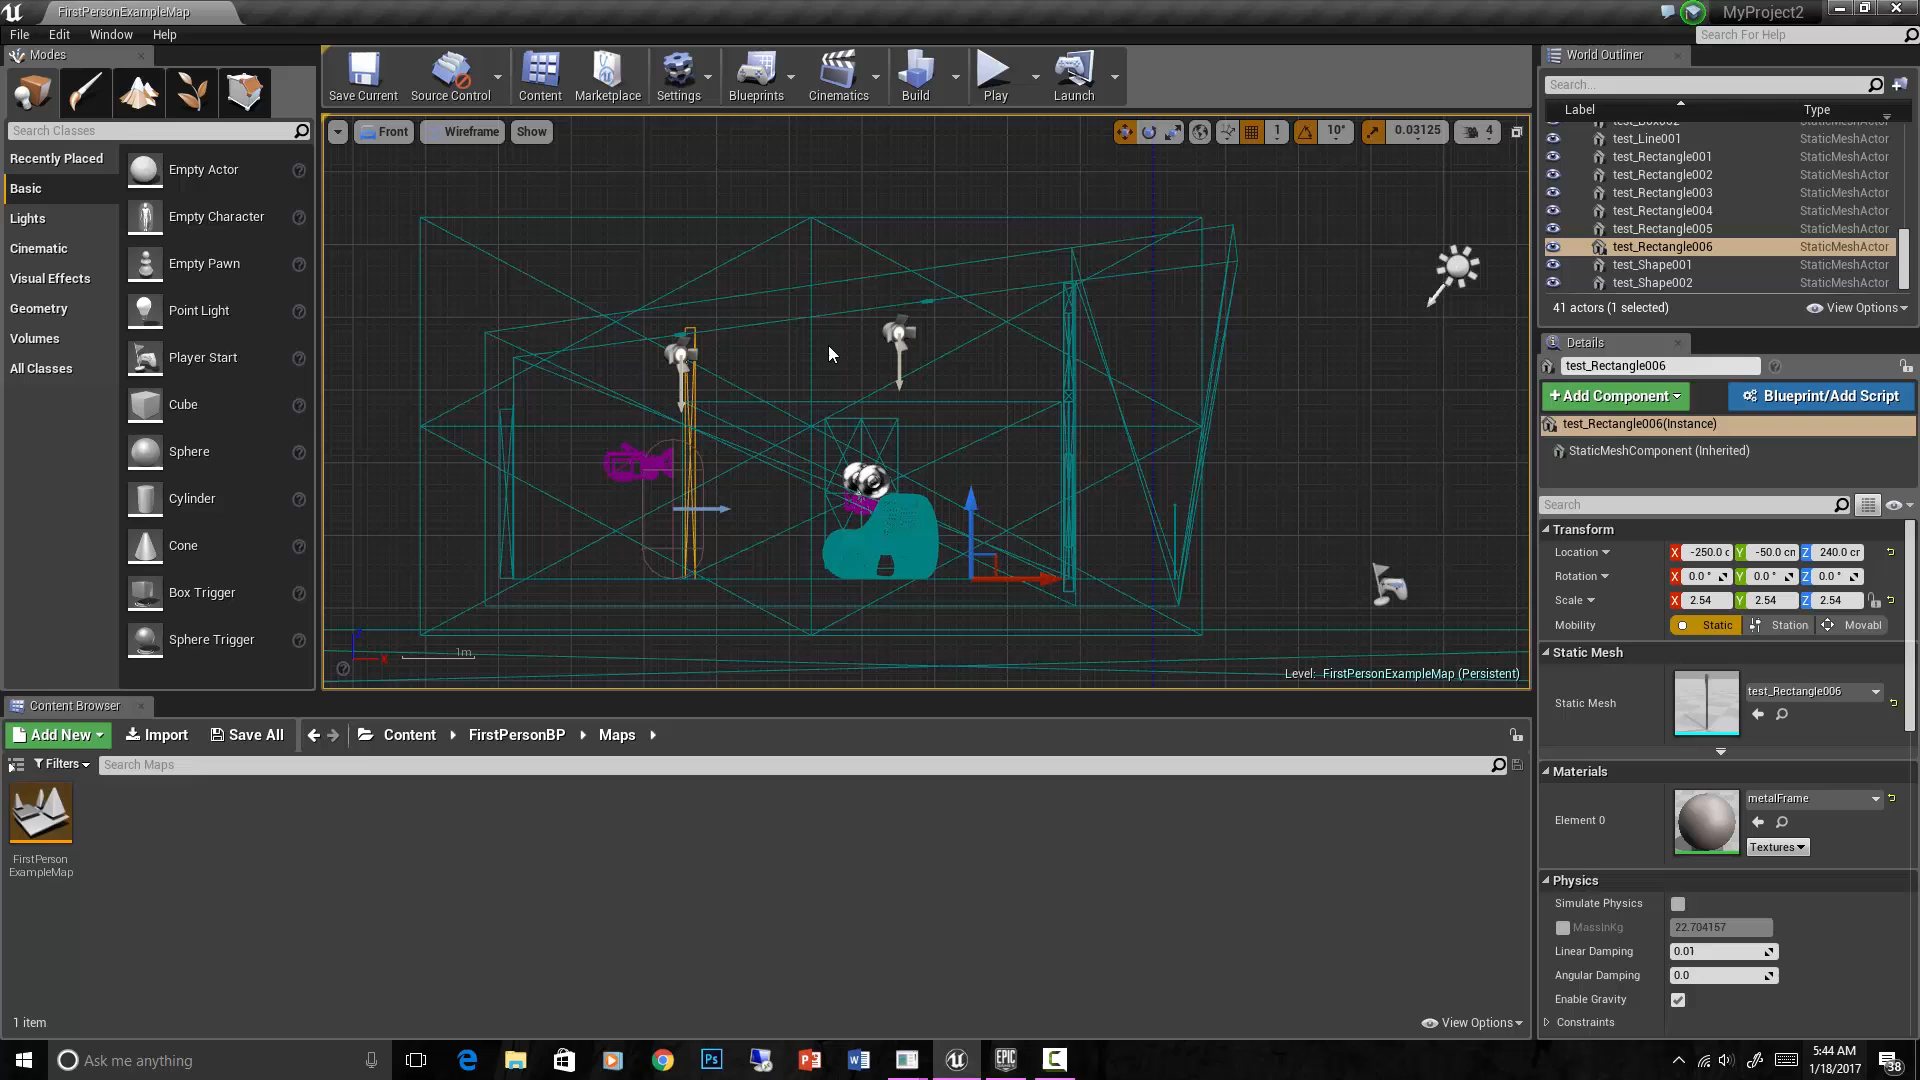 FirstPersonExampleMap
MyProject2
File Edit Window Help
Search For Help
Modes
Save Current
Source Control
Content
Marketplace
Settings
Blueprints
Cinematics
Build
Play
Launch
World Outliner
Search...
Label Type
test_Line001 StaticMeshActor
test_Rectangle001 StaticMeshActor
test_Rectangle002 StaticMeshActor
test_Rectangle003 StaticMeshActor
test_Rectangle004 StaticMeshActor
test_Rectangle005 StaticMeshActor
test_Rectangle006 StaticMeshActor
test_Shape001 StaticMeshActor
test_Shape002 StaticMeshActor
41 actors (1 selected)
View Options
Search Classes
Recently Placed
Basic
Lights
Cinematic
Visual Effects
Geometry
Volumes
All Classes
Empty Actor
Empty Character
Empty Pawn
Point Light
Player Start
Cube
Sphere
Cylinder
Cone
Box Trigger
Sphere Trigger
Front
Wireframe
Show
1
10°
0.03125
4
Z
X
1m
Level: FirstPersonExampleMap (Persistent)
Details
test_Rectangle006
+Add Component
Blueprint/Add Script
test_Rectangle006(Instance)
StaticMeshComponent (Inherited)
Search
Transform
Location X -250.0 c Y -50.0 cm Z 240.0 cr
Rotation X 0.0 ° Y 0.0 ° Z 0.0 °
Scale X 2.54 Y 2.54 Z 2.54
Mobility Static Station Movabl
Static Mesh
Static Mesh test_Rectangle006
Materials
Element 0 metalFrame
Textures
Physics
Simulate Physics
MassInKg 22.704157
Linear Damping 0.01
Angular Damping 0.0
Enable Gravity
Constraints
Content Browser
Add New
Import
Save All
Content
FirstPersonBP
Maps
Filters
Search Maps
FirstPerson
ExampleMap
1 item
View Options
Ask me anything
EPIC
GAMES
5:44 AM
1/18/2017
38